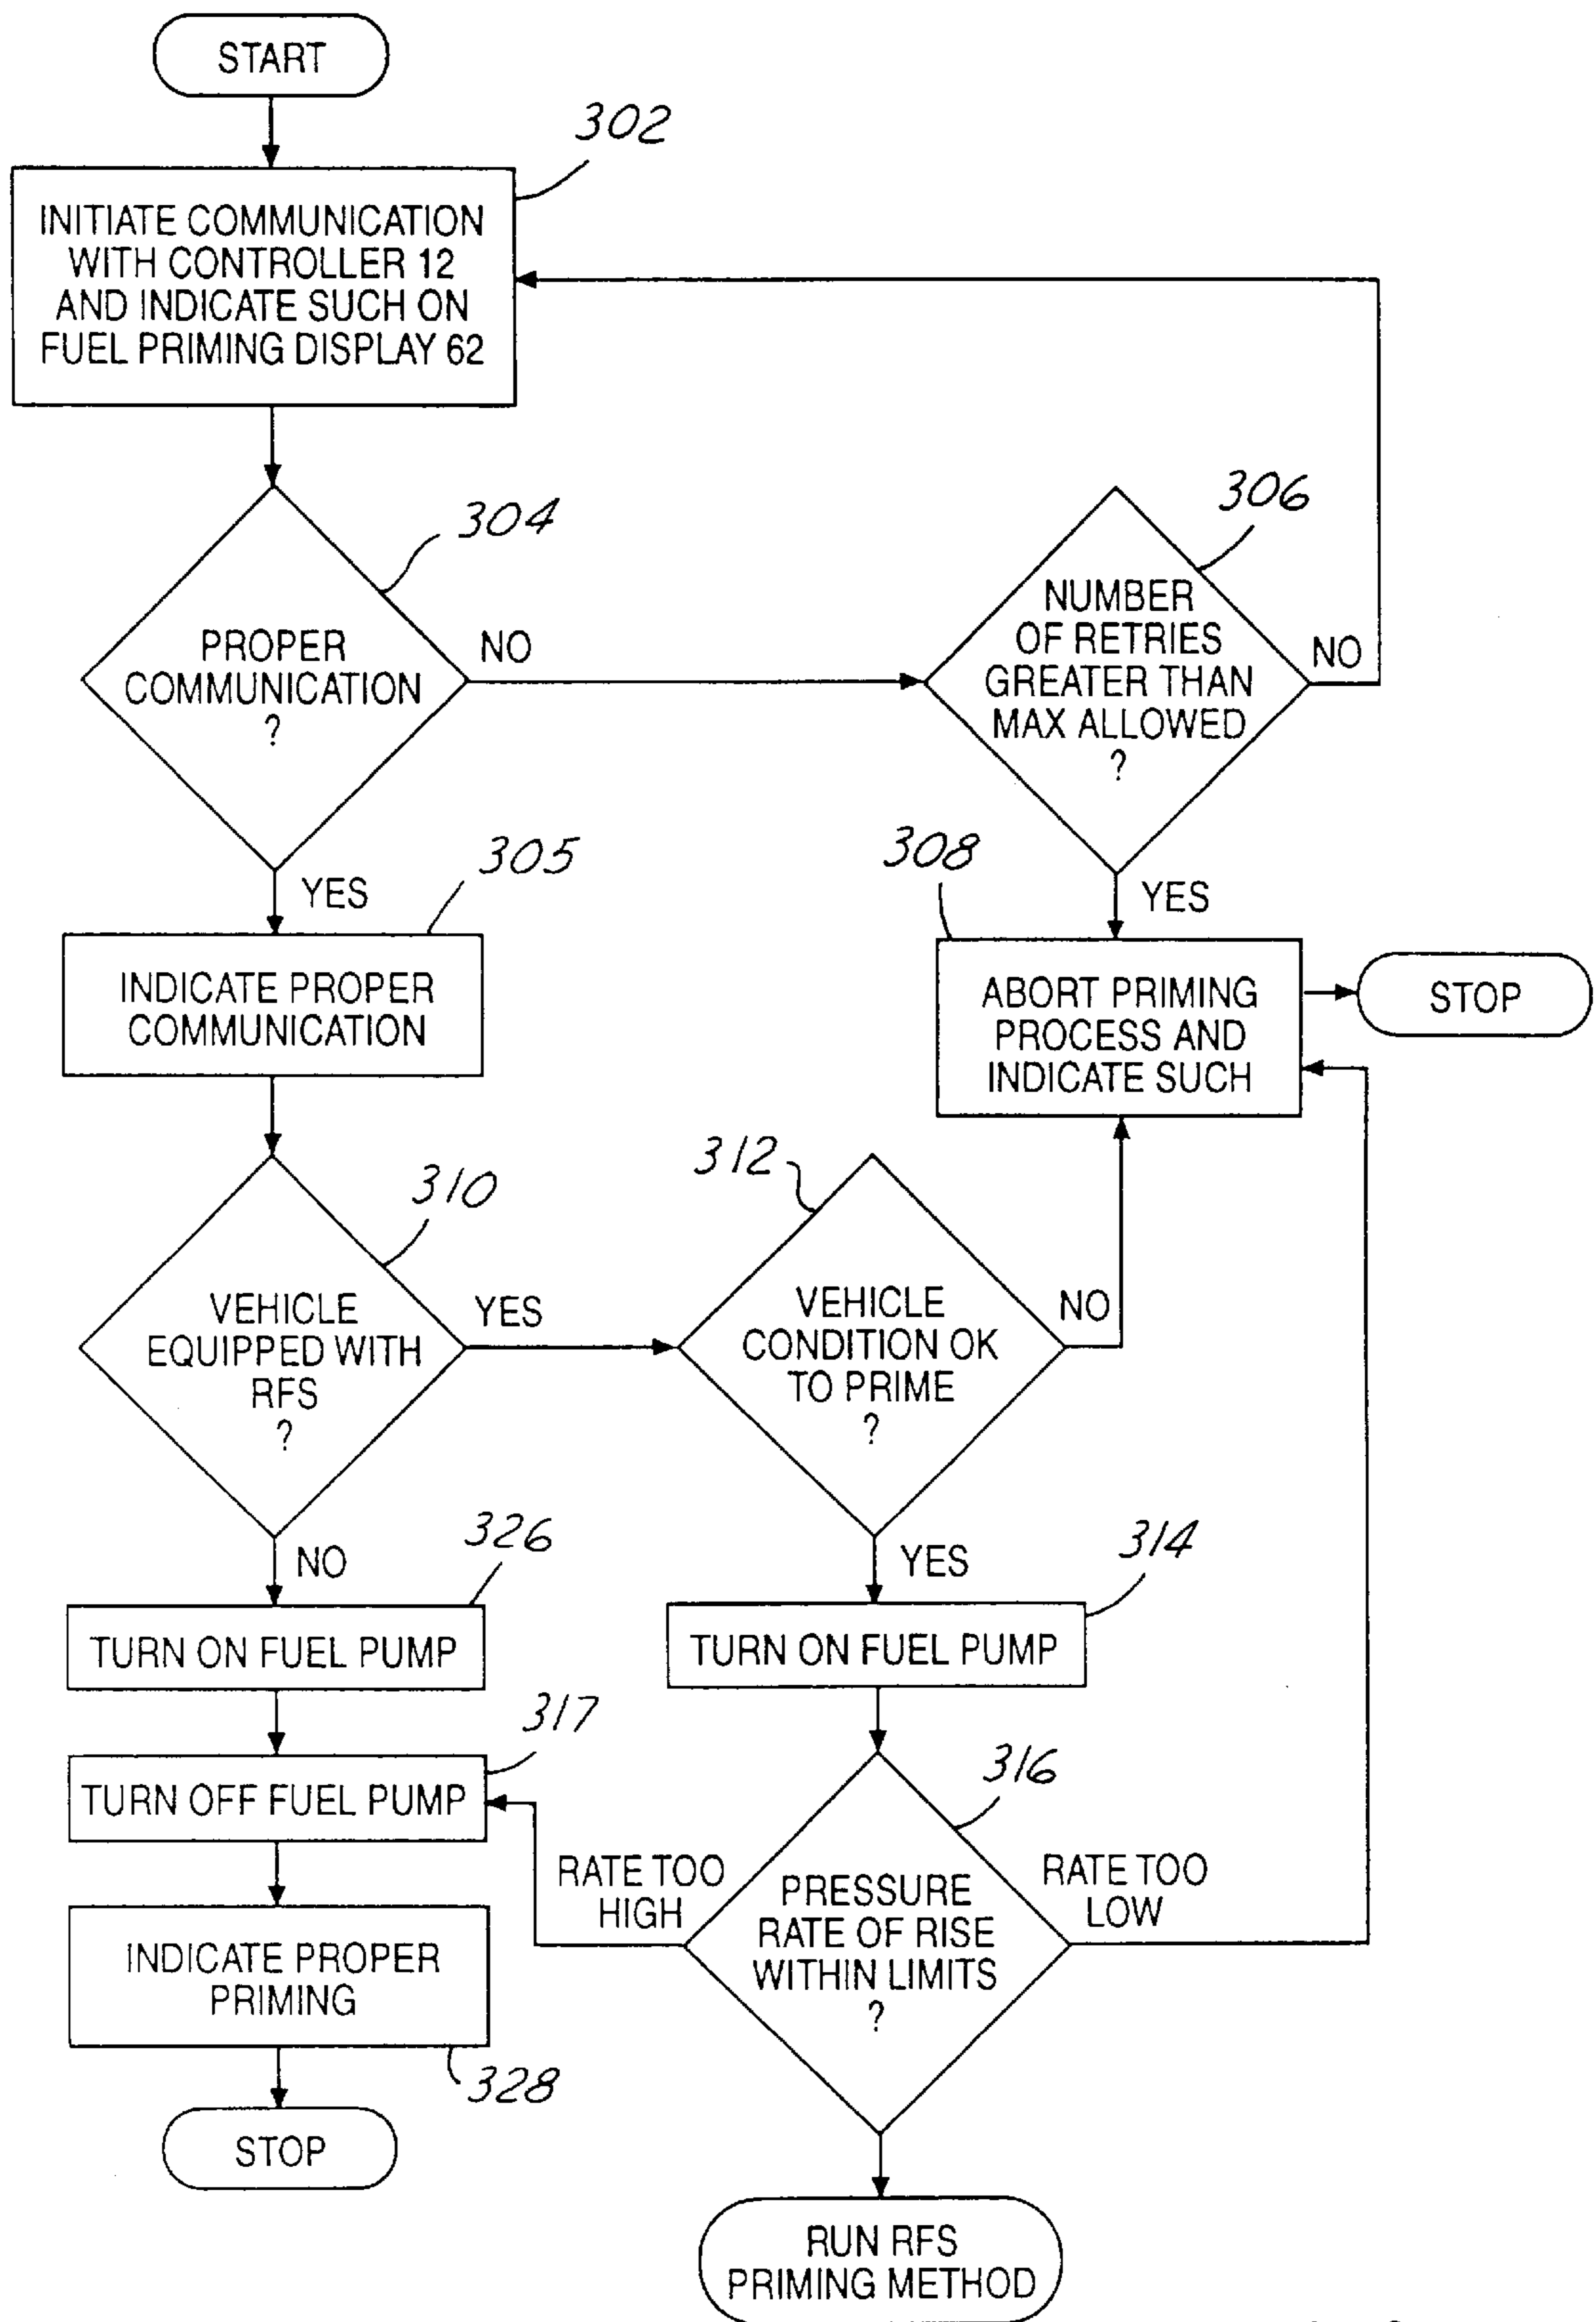 START
302
INITIATE COMMUNICATION
WITH CONTROLLER 12
AND INDICATE SUCH ON
FUEL PRIMING DISPLAY 62
304
PROPER
COMMUNICATION
?
NO
306
NUMBER
OF RETRIES
GREATER THAN
MAX ALLOWED
?
NO
YES
305
INDICATE PROPER
COMMUNICATION
YES
308
ABORT PRIMING
PROCESS AND
INDICATE SUCH
STOP
310
VEHICLE
EQUIPPED WITH
RFS
?
YES
312
VEHICLE
CONDITION OK
TO PRIME
?
NO
NO
326
TURN ON FUEL PUMP
YES
314
TURN ON FUEL PUMP
317
TURN OFF FUEL PUMP
RATE TOO
HIGH
316
PRESSURE
RATE OF RISE
WITHIN LIMITS
?
RATE TOO
LOW
INDICATE PROPER
PRIMING
328
STOP
RUN RFS
PRIMING METHOD